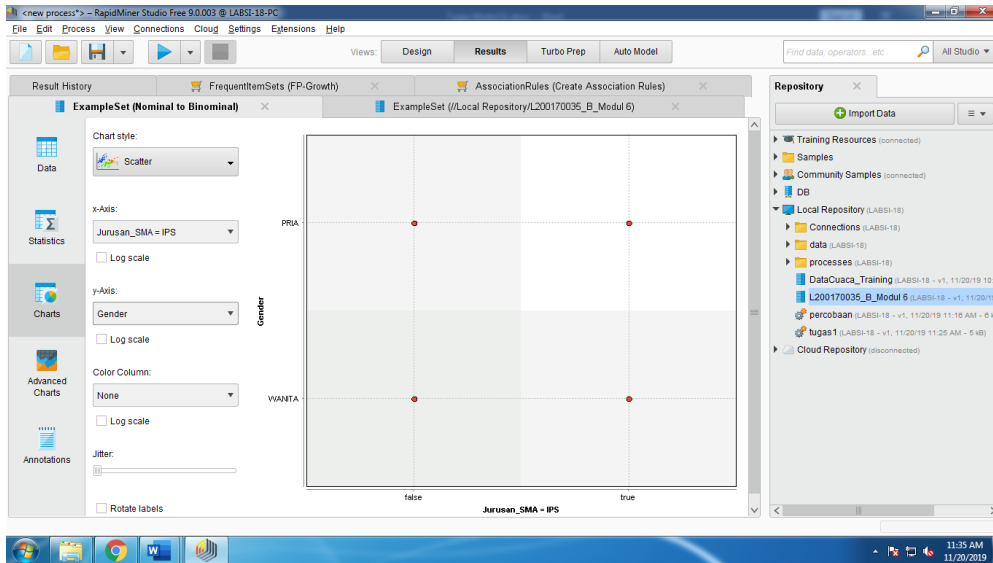 <new process*> – RapidMiner Studio Free 9.0.003 @ LABSI-18-PC
File Edit Process View Connections Cloud Settings Extensions Help
Views: Design Results Turbo Prep Auto Model
Find data, operators...etc All Studio
Result History FrequentItemSets (FP-Growth) AssociationRules (Create Association Rules)
ExampleSet (Nominal to Binominal) ExampleSet (//Local Repository/L200170035_B_Modul 6)
Data
Statistics
Charts
Advanced
Charts
Annotations
Chart style:
Scatter
x-Axis:
Jurusan_SMA = IPS
Log scale
y-Axis:
Gender
Log scale
Color Column:
None
Log scale
Jitter:
Rotate labels
Gender
PRIA
WANITA
false true
Jurusan_SMA = IPS
Repository
Import Data
Training Resources (connected)
Samples
Community Samples (connected)
DB
Local Repository (LABSI-18)
Connections (LABSI-18)
data (LABSI-18)
processes (LABSI-18)
DataCuaca_Training (LABSI-18 - v1, 11/20/19 10:
L200170035_B_Modul 6 (LABSI-18 - v1, 11/20/1
percobaan (LABSI-18 - v1, 11/20/19 11:16 AM - 6 k
tugas1 (LABSI-18 - v1, 11/20/19 11:25 AM - 5 kB)
Cloud Repository (disconnected)
11:35 AM
11/20/2019